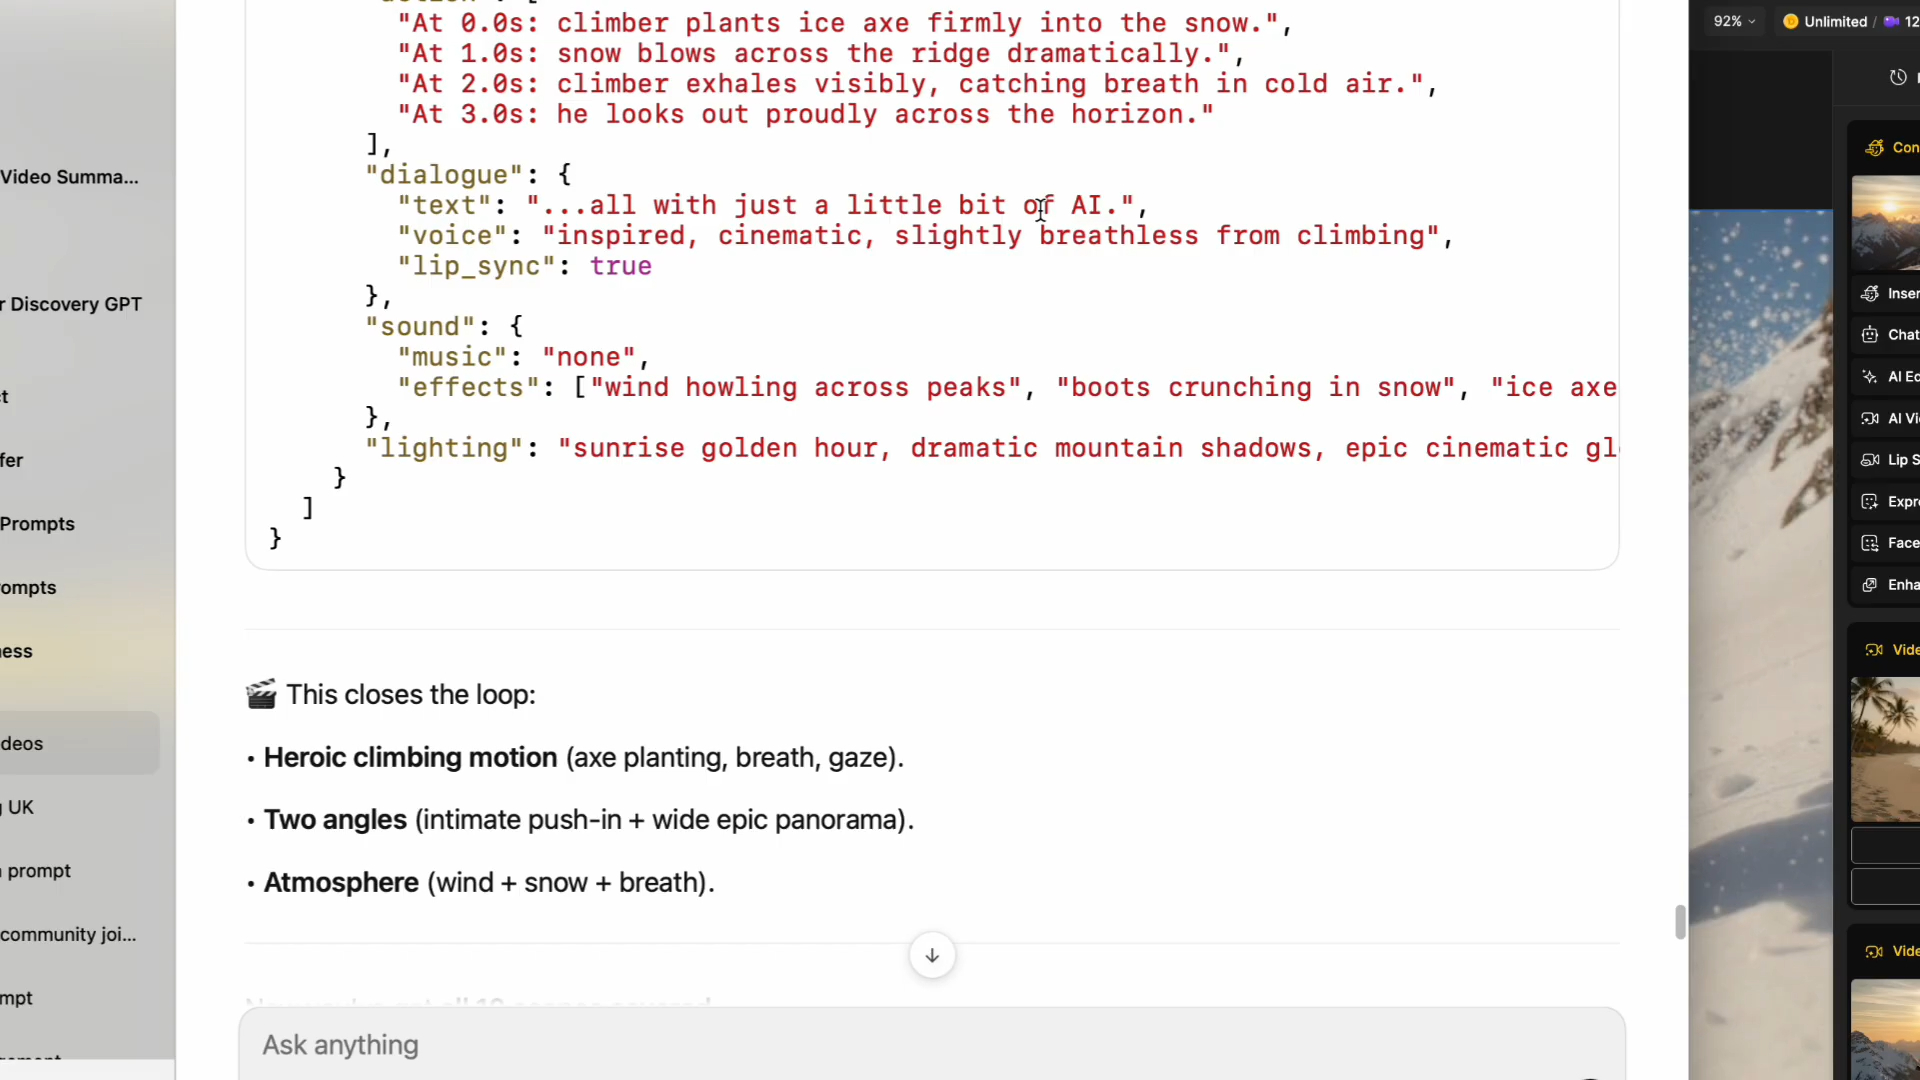 "At 0.0s: climber plants ice axe firmly into the snow.",
"At 1.0s: snow blows across the ridge dramatically.",
"At 2.0s: climber exhales visibly, catching breath in cold air.",
"At 3.0s: he looks out proudly across the horizon."
],
"dialogue": {
"text": "...all with just a little bit of AI.",
"voice": "inspired, cinematic, slightly breathless from climbing",
"lip_sync": true
},
"sound": {
"music": "none",
"effects": ["wind howling across peaks", "boots crunching in snow", "ice axe
},
"lighting": "sunrise golden hour, dramatic mountain shadows, epic cinematic
}
]
}
🎬 This closes the loop:
• Heroic climbing motion (axe planting, breath, gaze).
• Two angles (intimate push-in + wide epic panorama).
• Atmosphere (wind + snow + breath).
Ask anything
Video Summa...
r Discovery GPT
t
fer
Prompts
ompts
ess
deos
UK
prompt
community joi...
mpt
92%
Unlimited / 12
Con
Inser
Chat
AI Ed
AI Vi
Lip S
Expre
Face
Enha
Vide
Vide